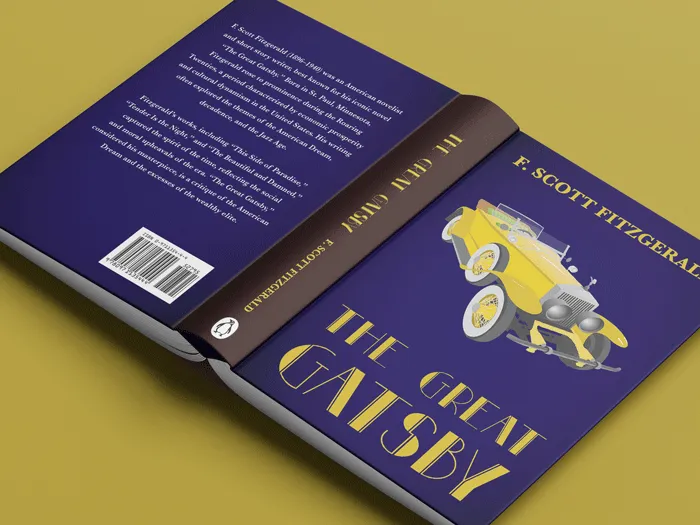 F. Scott Fitzgerald (1896-1940) was an American novelist
and short story writer, best known for his iconic novel
"The Great Gatsby." Born in St. Paul, Minnesota,
Fitzgerald rose to prominence during the Roaring
Twenties, a period characterized by economic prosperity
and cultural dynamism in the United States. His writing
often explored the themes of the American Dream,
decadence, and the Jazz Age.
Fitzgerald's works, including "This Side of Paradise,"
"Tender Is the Night," and "The Beautiful and Damned,"
captured the spirit of the time, reflecting the social
and moral upheavals of the era. "The Great Gatsby,"
considered his masterpiece, is a critique of the American
Dream and the excesses of the wealthy elite.
THE GREAT GATSBY
F. SCOTT FITZGERALD
F. SCOTT FITZGERALD
THE GREAT
GATSBY